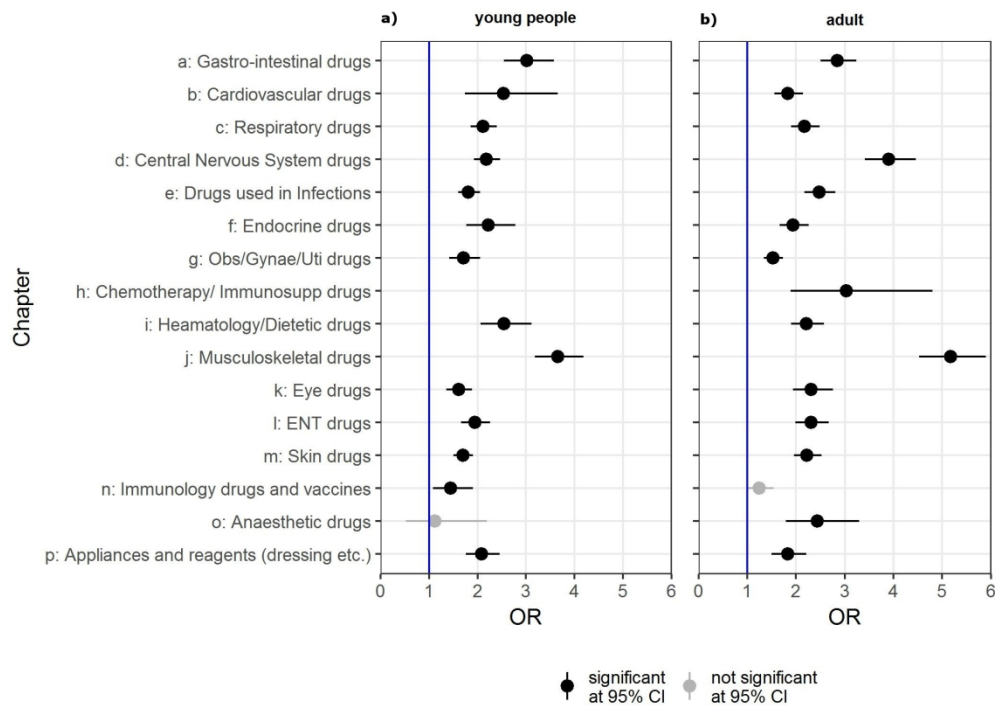 a) young people b) adult
a: Gastro-intestinal drugs
b: Cardiovascular drugs
c: Respiratory drugs
d: Central Nervous System drugs
e: Drugs used in Infections
f: Endocrine drugs
g: Obs/Gynae/Uti drugs
h: Chemotherapy/ Immunosupp drugs
i: Heamatology/Dietetic drugs
j: Musculoskeletal drugs
k: Eye drugs
l: ENT drugs
m: Skin drugs
n: Immunology drugs and vaccines
o: Anaesthetic drugs
p: Appliances and reagents (dressing etc.)
Chapter
0 1 2 3 4 5 6 0 1 2 3 4 5 6
OR OR
significant not significant
at 95% CI at 95% CI